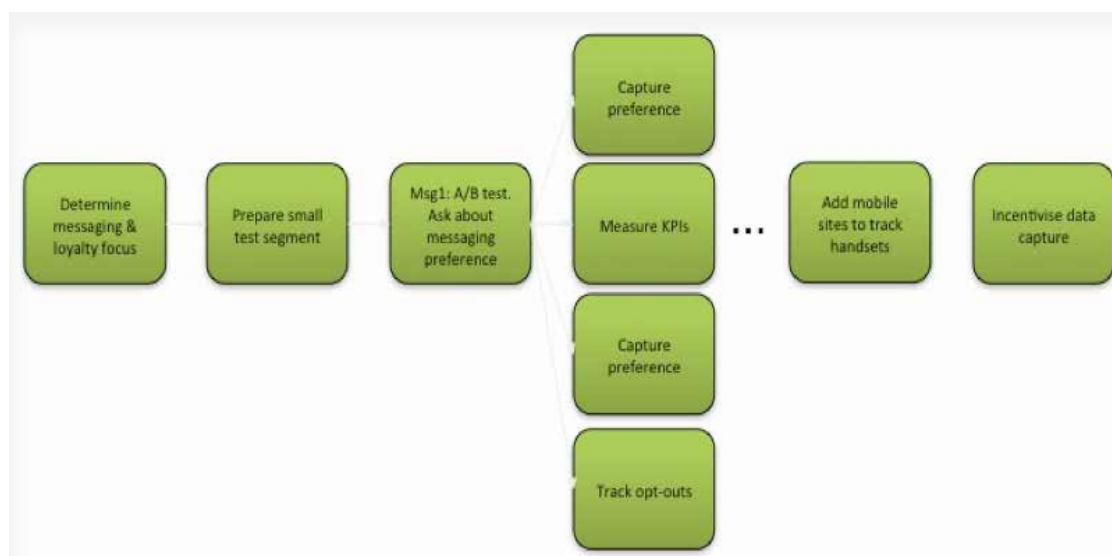 Capture
preference
Determine
messaging &
loyalty focus
Prepare small
test segment
Msg1: A/B test.
Ask about
messaging
preference
Measure KPIs
...
Add mobile
sites to track
handsets
Incentivise data
capture
Capture
preference
Track opt-outs